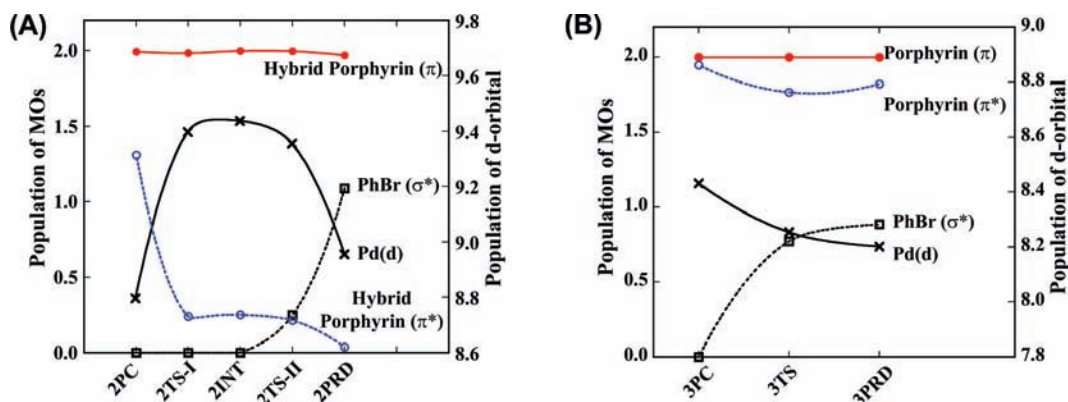 (A)
Population of MOs
2.0
1.5
1.0
0.5
0.0
Hybrid Porphyrin (π)
PhBr (σ*)
Pd(d)
Hybrid
Porphyrin (π*)
9.8
9.6
9.4
9.2
9.0
8.8
8.6
Population of d-orbital
2PC
2TS-I
2INT
2TS-II
2PRD
(B)
Population of MOs
2.0
1.5
1.0
0.5
0.0
Porphyrin (π)
Porphyrin (π*)
PhBr (σ*)
Pd(d)
9.0
8.8
8.6
8.4
8.2
8.0
7.8
Population of d-orbital
3PC
3TS
3PRD